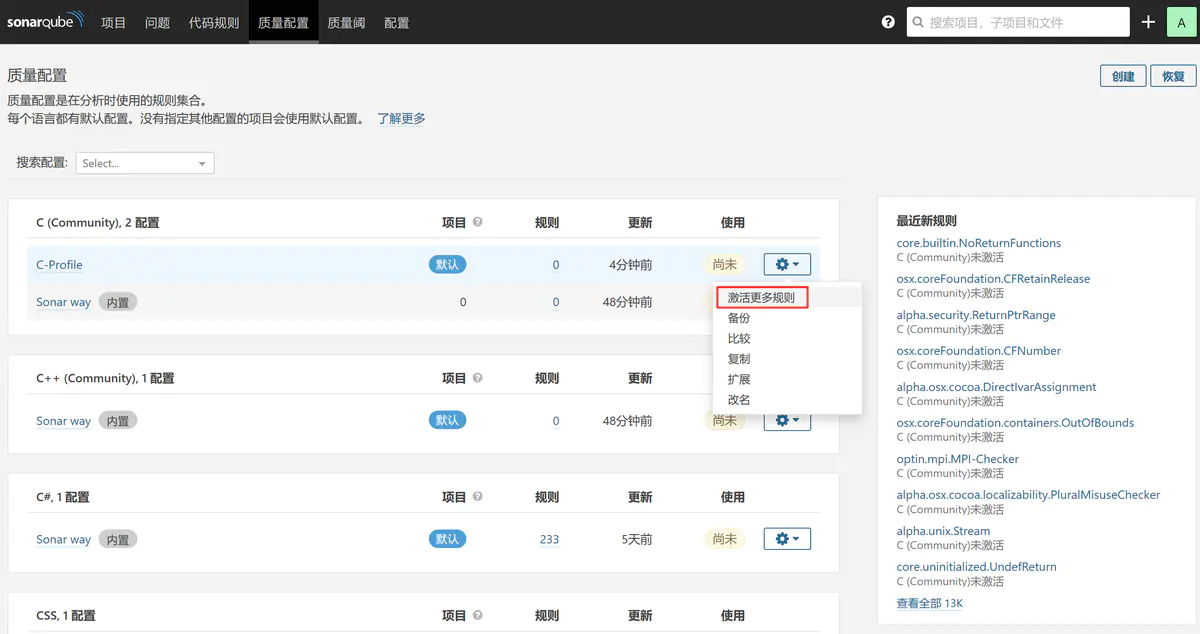 sonarqube 项目 问题 代码规则 质量配置 质量阈 配置 搜索项目，子项目和文件 A
质量配置 创建 恢复
质量配置是在分析时使用的规则集合。
每个语言都有默认配置。没有指定其他配置的项目会使用默认配置。 了解更多
搜索配置: Select...
C (Community), 2 配置 项目 规则 更新 使用
C-Profile 默认 0 4分钟前 尚未
Sonar way 内置 0 0 48分钟前
激活更多规则
备份
比较
复制
扩展
改名
C++ (Community), 1 配置 项目 规则 更新
Sonar way 内置 默认 0 48分钟前 尚未
C#, 1 配置 项目 规则 更新 使用
Sonar way 内置 默认 233 5天前 尚未
CSS, 1 配置 项目 规则 更新 使用
最近新规则
core.builtin.NoReturnFunctions
C (Community)未激活
osx.coreFoundation.CFRetainRelease
C (Community)未激活
alpha.security.ReturnPtrRange
C (Community)未激活
osx.coreFoundation.CFNumber
C (Community)未激活
alpha.osx.cocoa.DirectIvarAssignment
C (Community)未激活
osx.coreFoundation.containers.OutOfBounds
C (Community)未激活
optin.mpi.MPI-Checker
C (Community)未激活
alpha.osx.cocoa.localizability.PluralMisuseChecker
C (Community)未激活
alpha.unix.Stream
C (Community)未激活
core.uninitialized.UndefReturn
C (Community)未激活
查看全部 13K